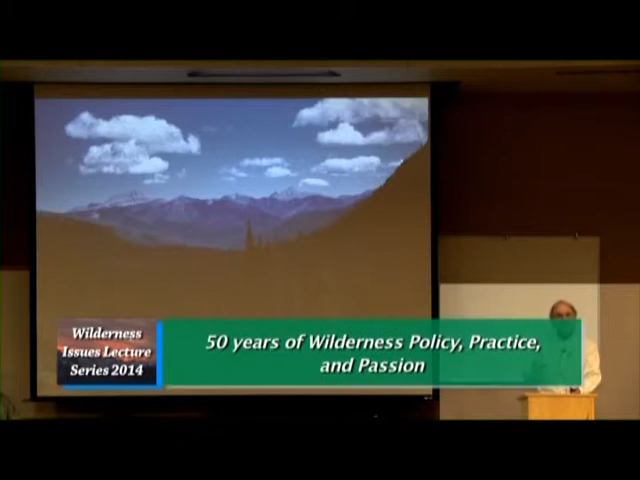 Wilderness
Issues Lecture
Series 2014
50 years of Wilderness Policy, Practice,
and Passion